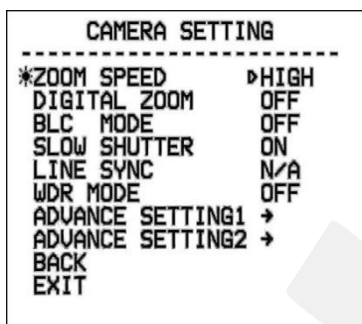 CAMERA SETTING
ZOOM SPEED HIGH
DIGITAL ZOOM OFF
BLC MODE OFF
SLOW SHUTTER ON
LINE SYNC N/A
WDR MODE OFF
ADVANCE SETTING1 →
ADVANCE SETTING2 →
BACK
EXIT